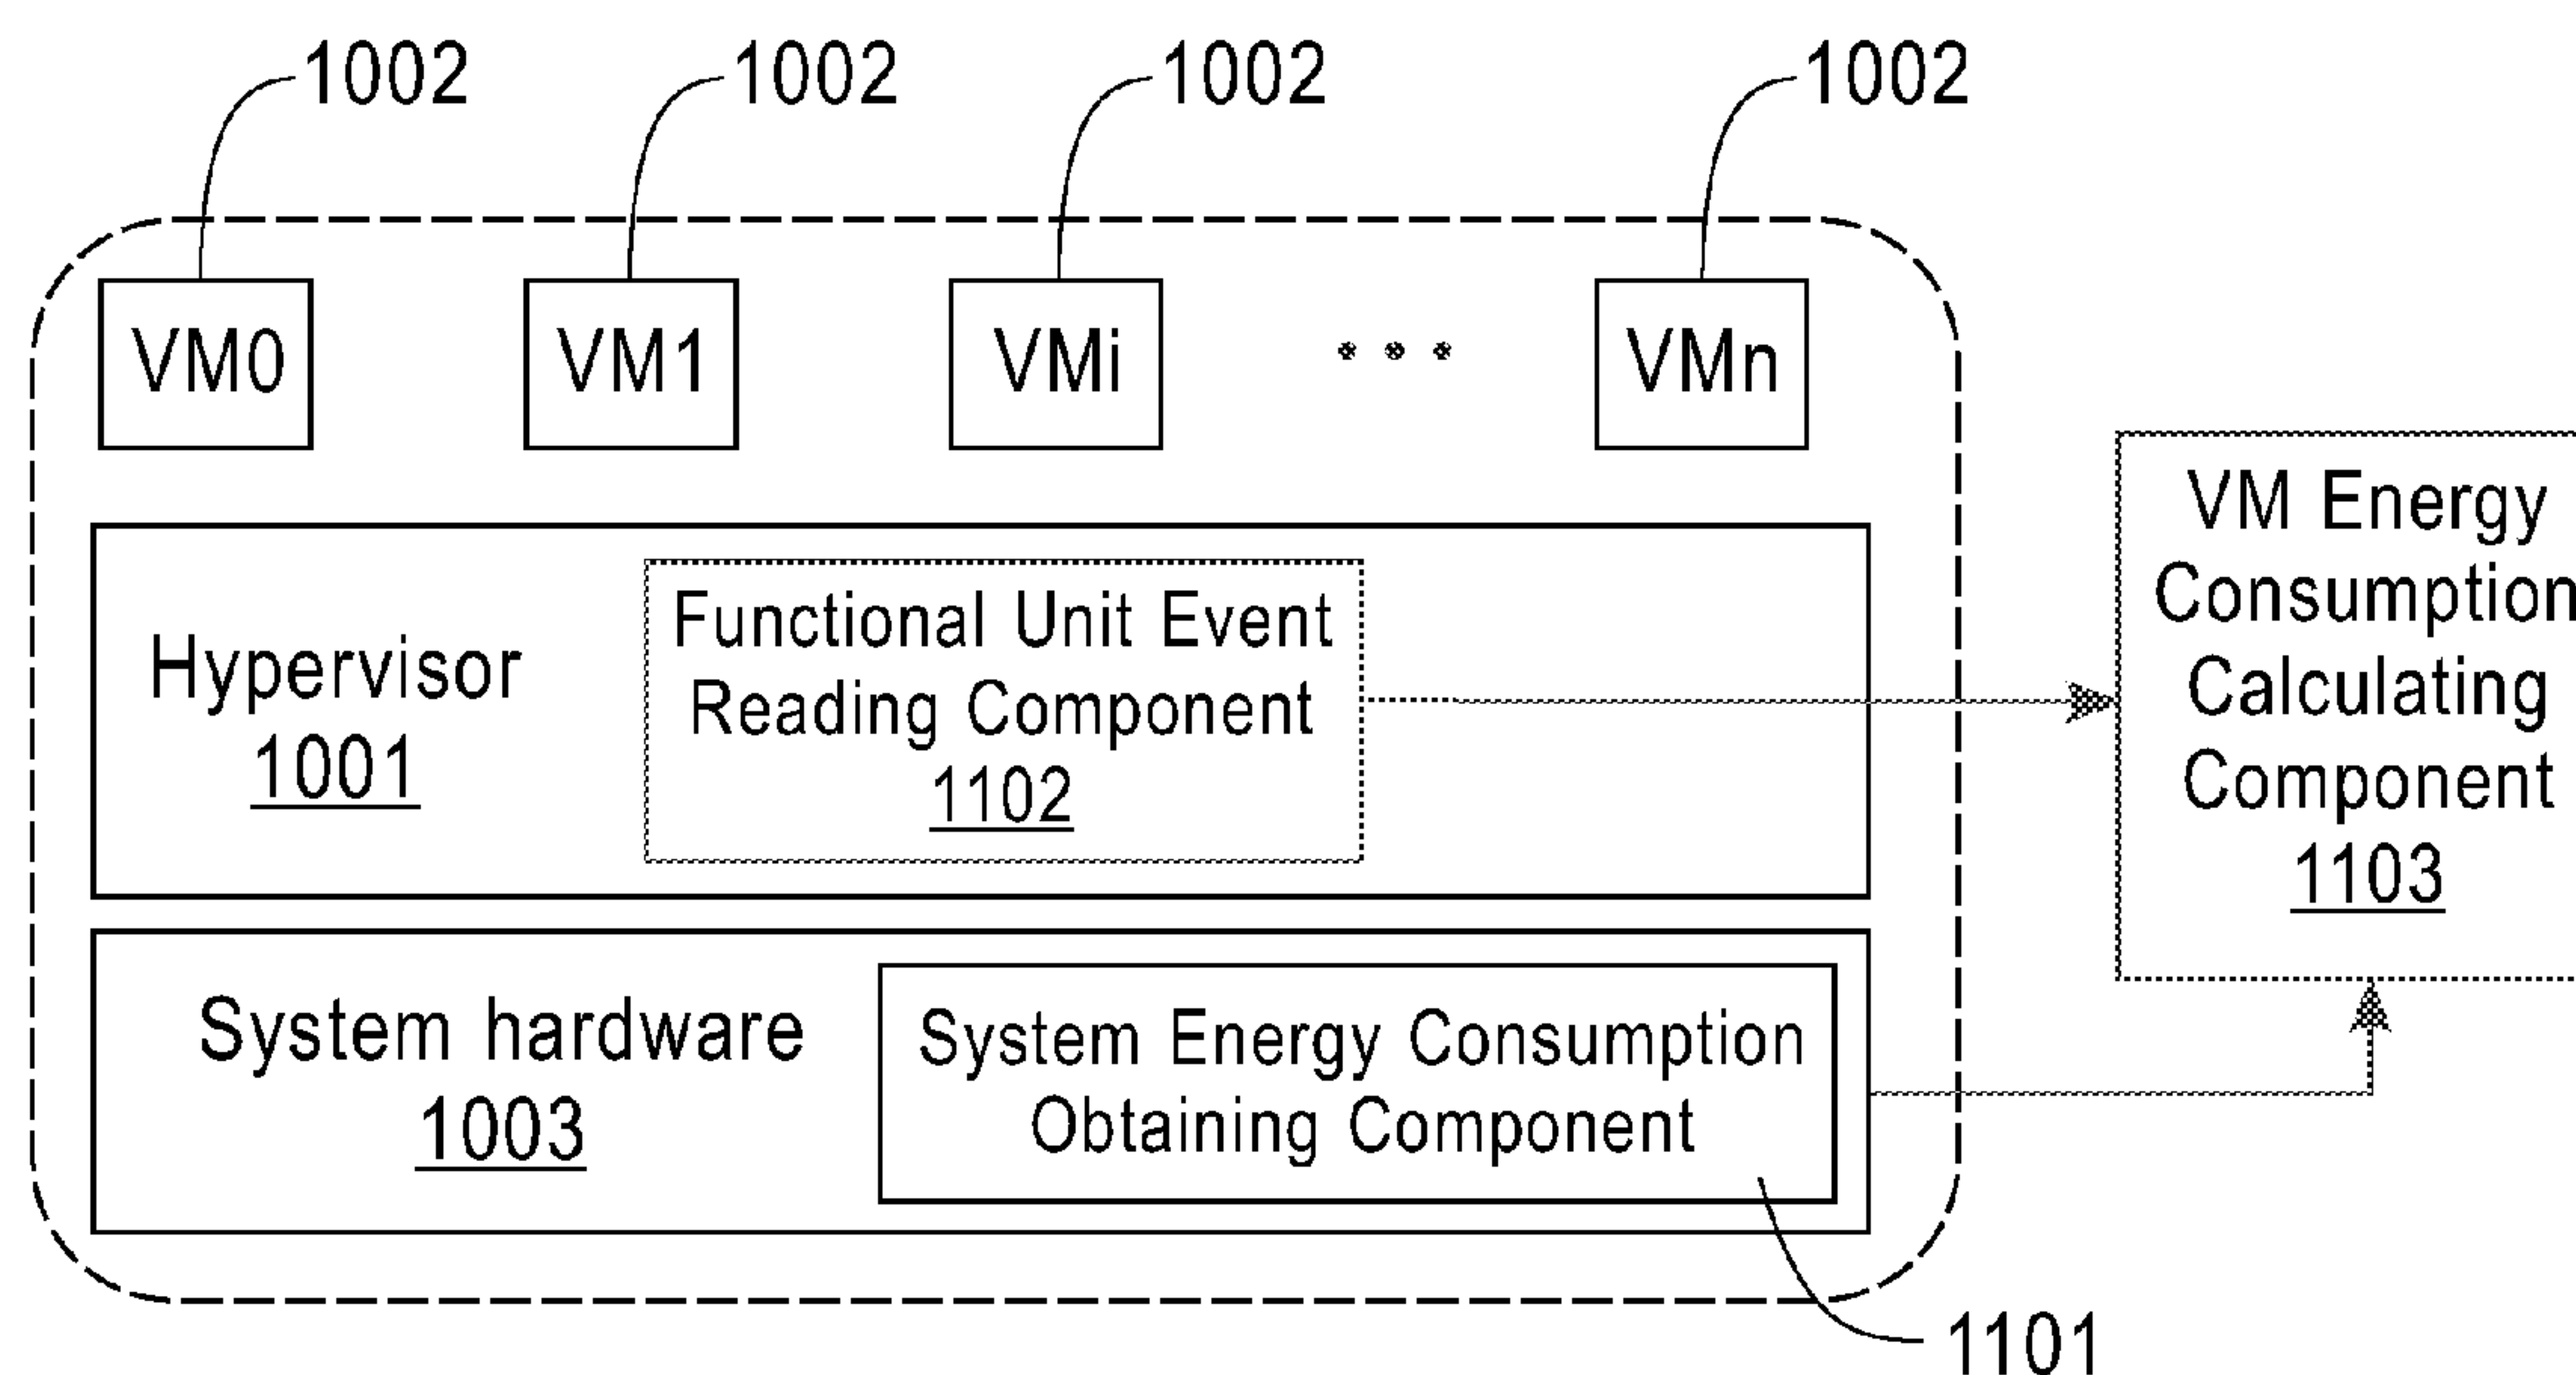 1002
1002
1002
1002
VM0
VM1
VMi
VMn
Hypervisor
1001
Functional Unit Event
Reading Component
1102
VM Energy
Consumption
Calculating
Component
1103
System hardware
1003
System Energy Consumption
Obtaining Component
1101